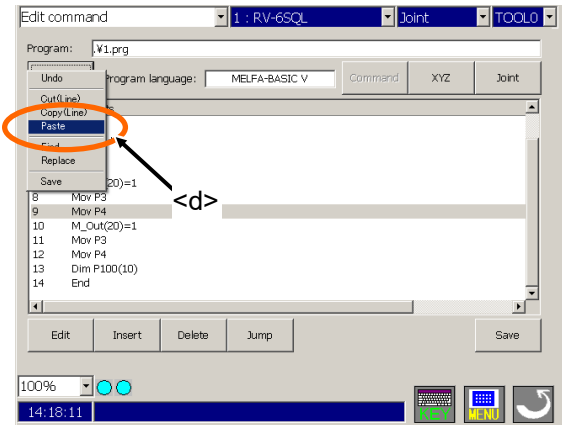 Edit command 1 : RV-6SQL Joint TOOL0
Program: .¥1.prg
Program language: MELFA-BASIC V Command XYZ Joint
Undo
Cut(Line)
Copy(Line)
Paste
Find
Replace
Save
20)=1
<d>
8 Mov P3
9 Mov P4
10 M_Out(20)=1
11 Mov P3
12 Mov P4
13 Dim P100(10)
14 End
Edit Insert Delete Jump Save
100%
14:18:11
KEY MENU